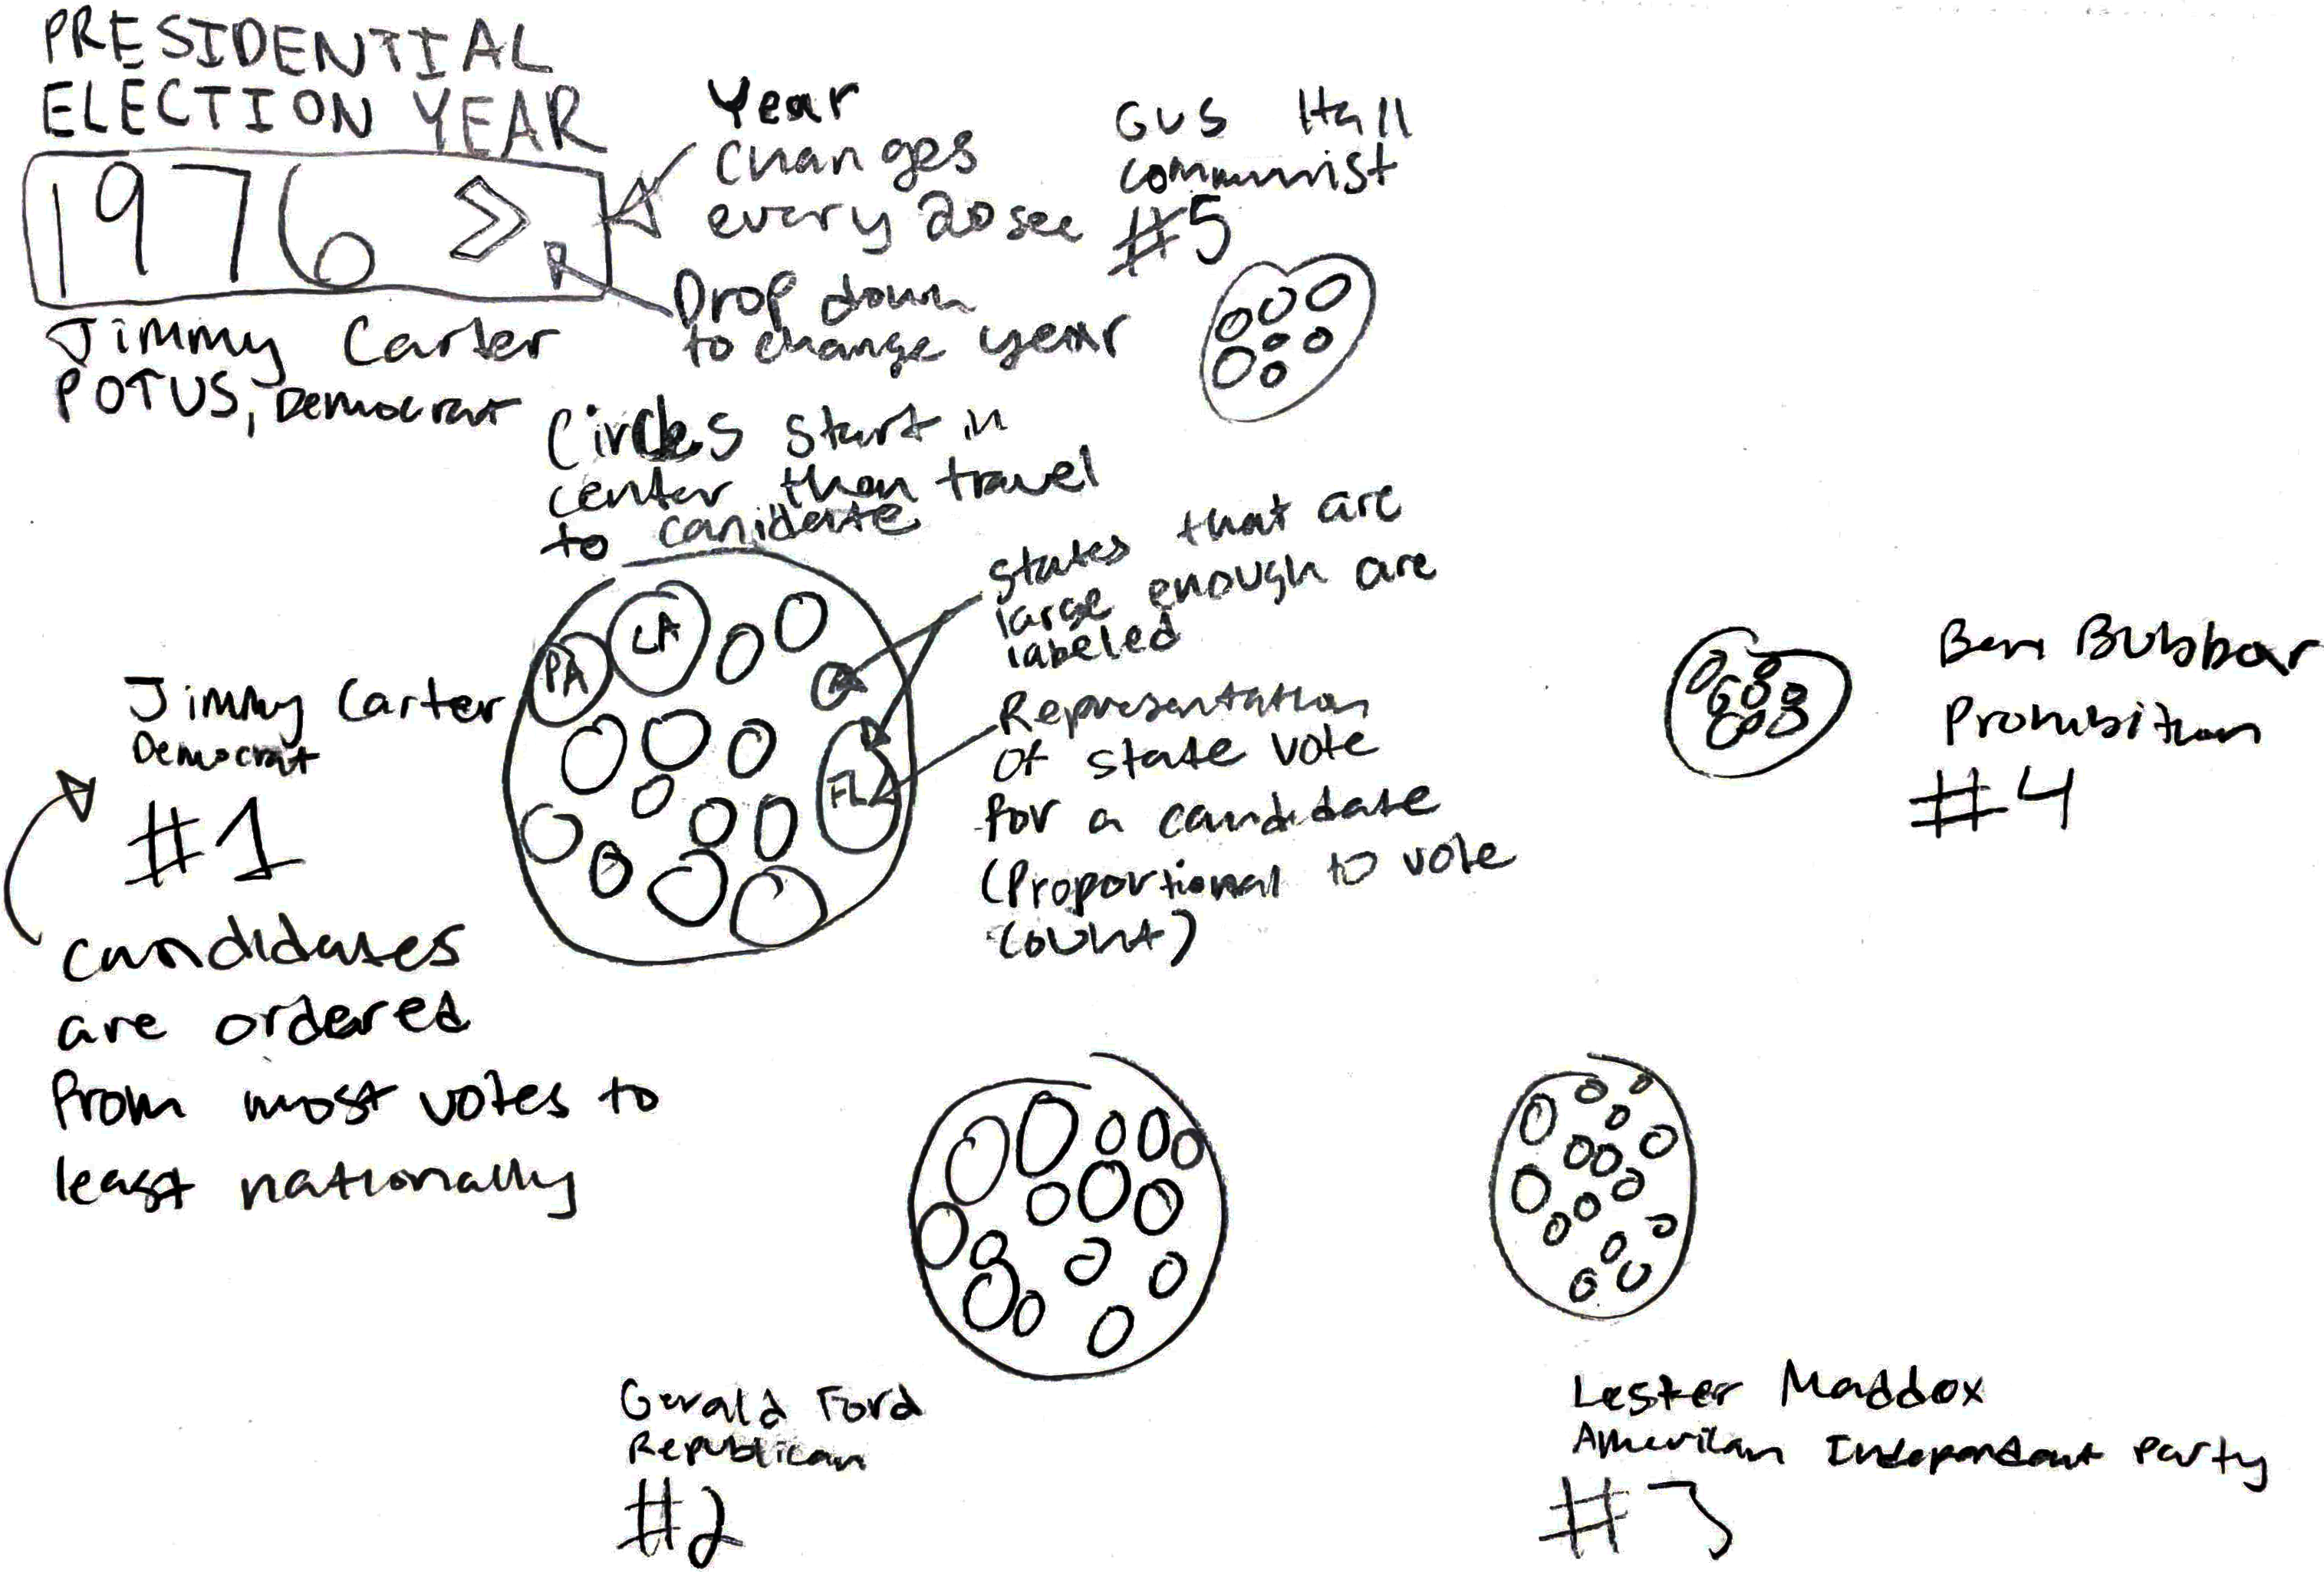 PRESIDENTIAL
ELECTION YEAR
1976 >
Jimmy Carter
POTUS, Democrat
Year
changes
every 20 sec
Drop down
to change year
Gus Hall
communist
#5
Circles start in
center then travel
to canidate
states that are
large enough are
labeled
PA
LA
FL
Representation
of state vote
for a candidate
(Proportional to vote
count)
Jimmy Carter
Democrat
#1
candidates
are ordered
from most votes to
least nationally
Ben Bubbar
Prohibition
#4
Gerald Ford
Republican
#2
Lester Maddox
American Independant Party
#3